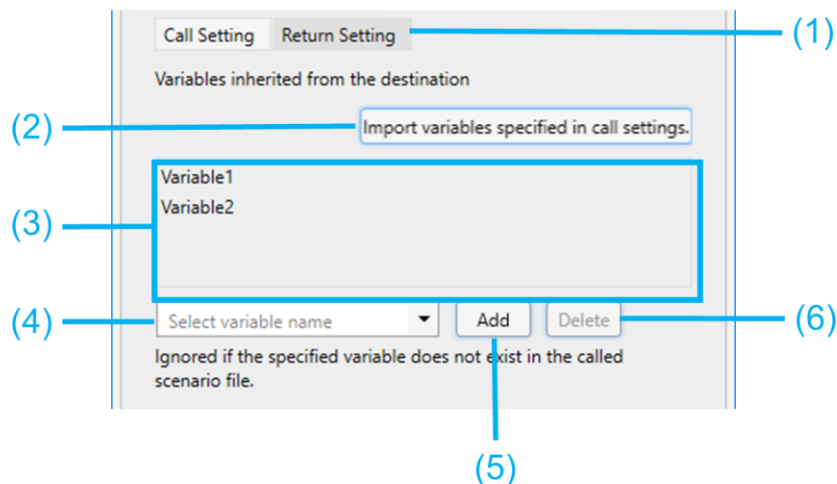 Call Setting Return Setting (1)
Variables inherited from the destination
(2) Import variables specified in call settings.
Variable1
Variable2
(3)
(4) Select variable name Add Delete (6)
Ignored if the specified variable does not exist in the called
scenario file.
(5)